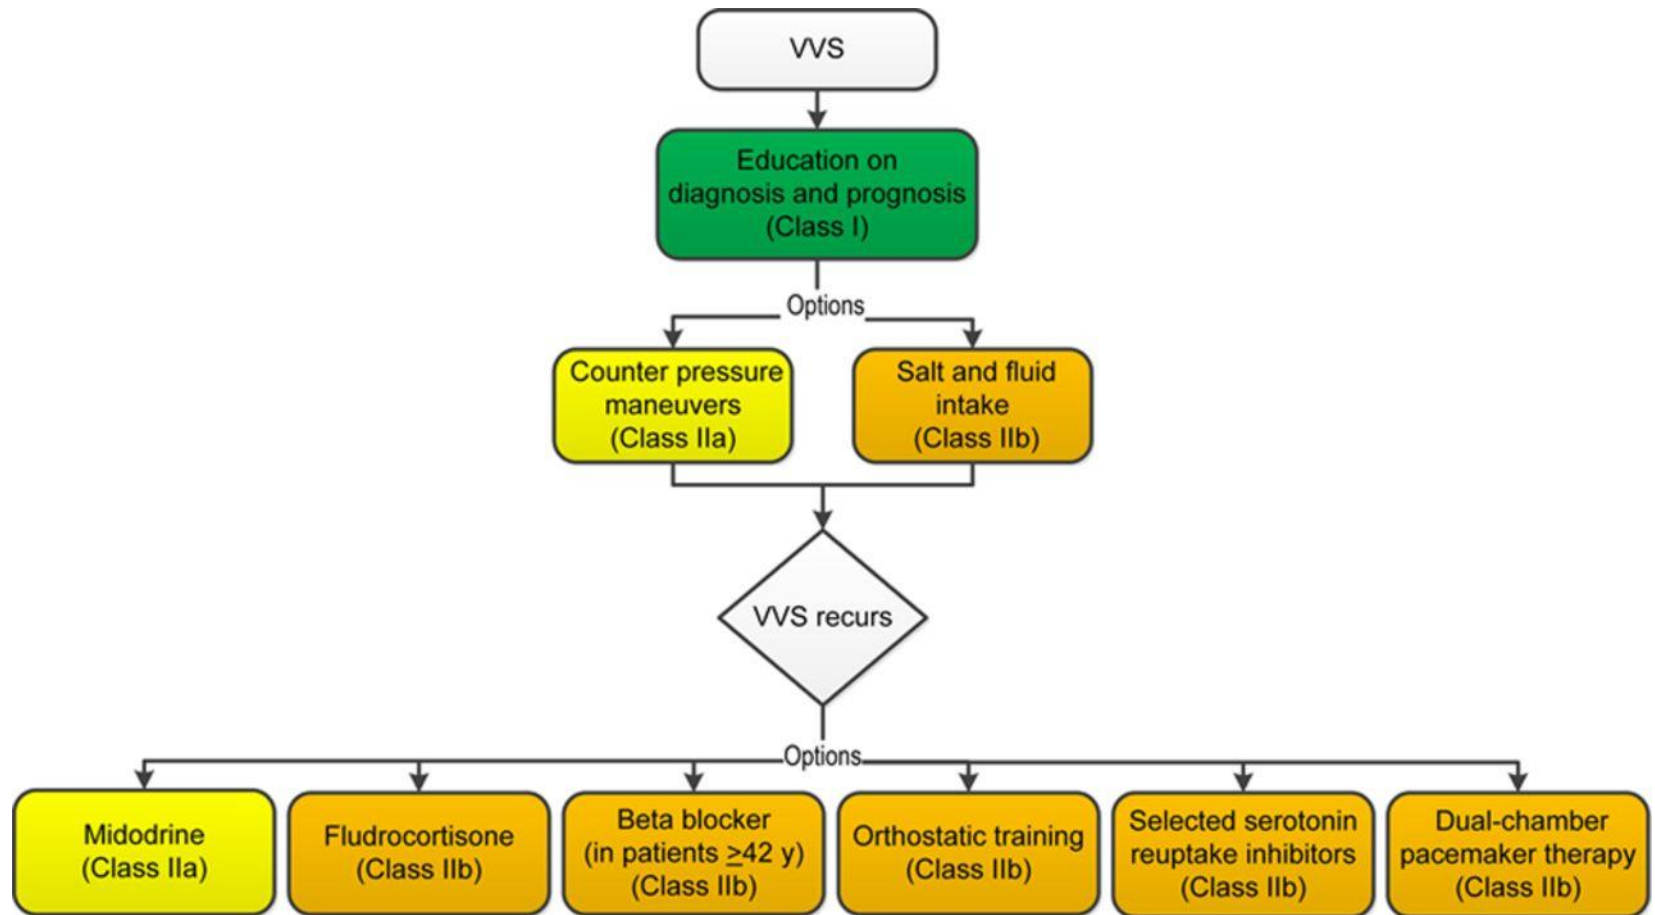 VVS
Education on
diagnosis and prognosis
(Class I)
Options
Counter pressure
maneuvers
(Class IIa)
Salt and fluid
intake
(Class IIb)
VVS recurs
Options
Midodrine
(Class IIa)
Fludrocortisone
(Class IIb)
Beta blocker
(in patients ≥42 y)
(Class IIb)
Orthostatic training
(Class IIb)
Selected serotonin
reuptake inhibitors
(Class IIb)
Dual-chamber
pacemaker therapy
(Class IIb)